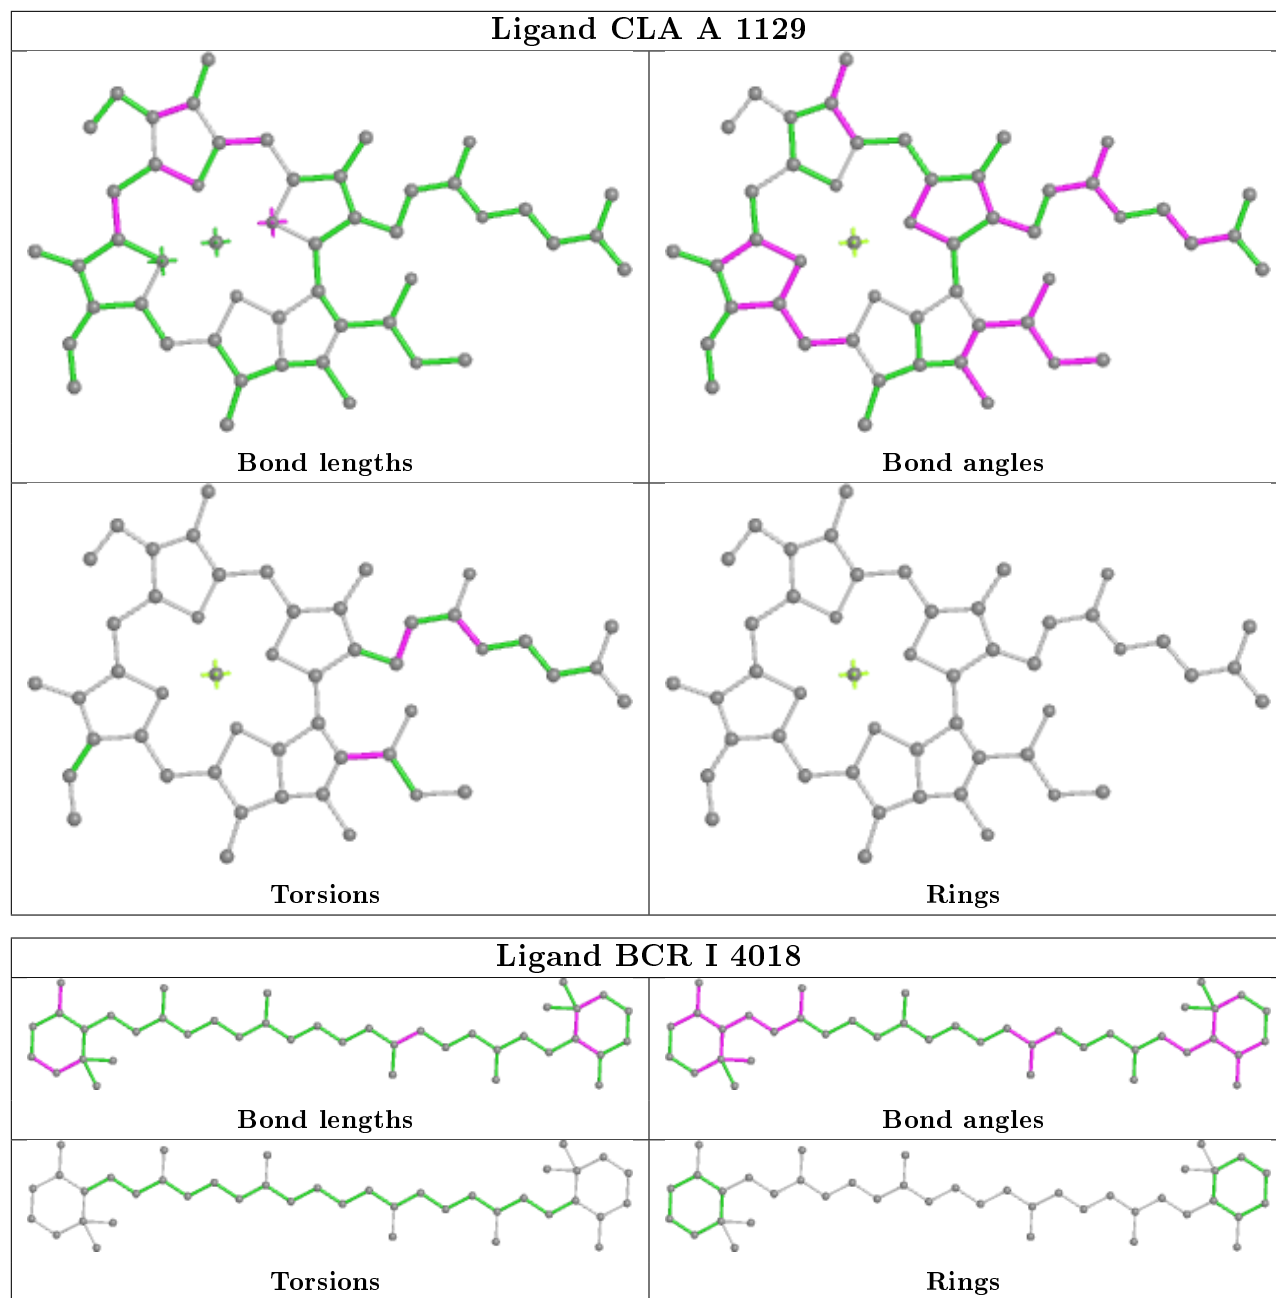 Ligand CLA A 1129
Bond lengths
Bond angles
Torsions
Rings
Ligand BCR I 4018
Bond lengths
Bond angles
Torsions
Rings